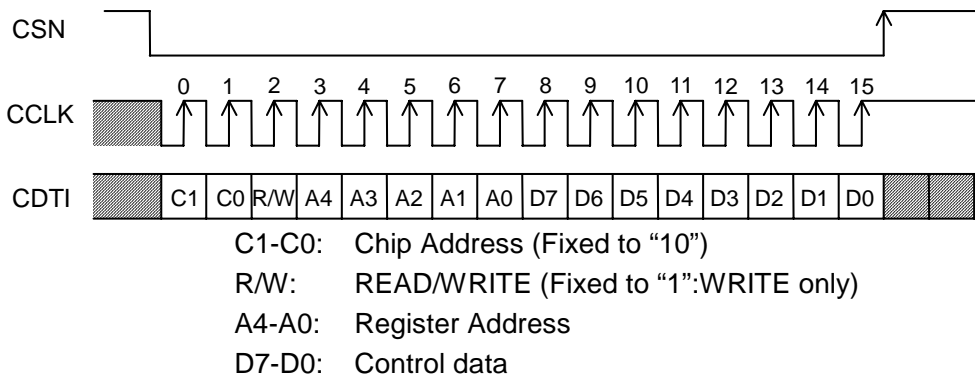 CSN
0 1 2 3 4 5 6 7 8 9 10 11 12 13 14 15
CCLK
CDTI C1 C0 R/W A4 A3 A2 A1 A0 D7 D6 D5 D4 D3 D2 D1 D0
C1-C0: Chip Address (Fixed to “10”)
R/W: READ/WRITE (Fixed to “1”:WRITE only)
A4-A0: Register Address
D7-D0: Control data